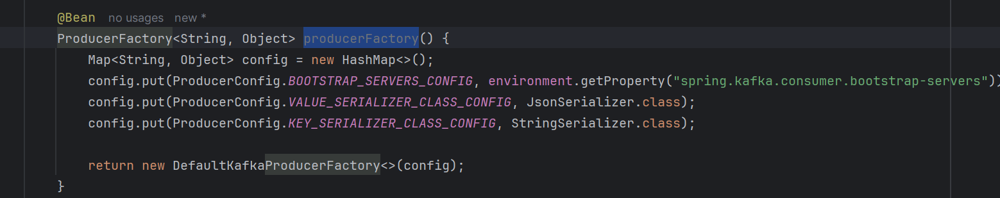 @Bean no usages new *
ProducerFactory<String, Object> producerFactory() {
Map<String, Object> config = new HashMap<>();
config.put(ProducerConfig.BOOTSTRAP_SERVERS_CONFIG, environment.getProperty("spring.kafka.consumer.bootstrap-servers"))
config.put(ProducerConfig.VALUE_SERIALIZER_CLASS_CONFIG, JsonSerializer.class);
config.put(ProducerConfig.KEY_SERIALIZER_CLASS_CONFIG, StringSerializer.class);
return new DefaultKafkaProducerFactory<>(config);
}